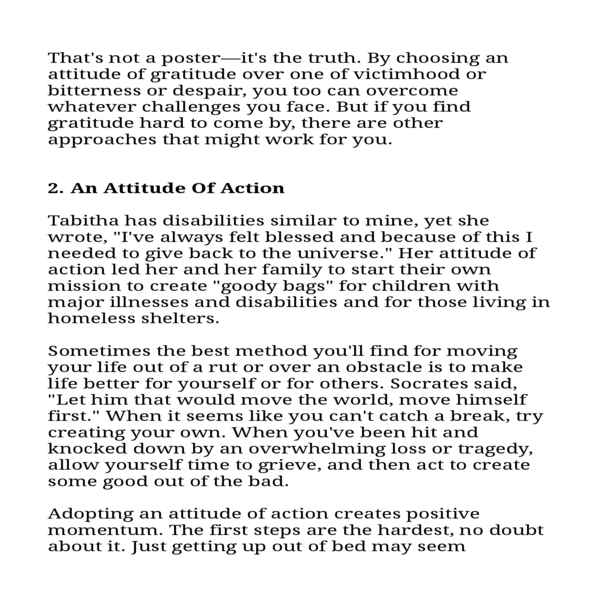 That's not a poster—it's the truth. By choosing an
attitude of gratitude over one of victimhood or
bitterness or despair, you too can overcome
whatever challenges you face. But if you find
gratitude hard to come by, there are other
approaches that might work for you.
2. An Attitude Of Action
Tabitha has disabilities similar to mine, yet she
wrote, "I've always felt blessed and because of this I
needed to give back to the universe." Her attitude of
action led her and her family to start their own
mission to create "goody bags" for children with
major illnesses and disabilities and for those living in
homeless shelters.
Sometimes the best method you'll find for moving
your life out of a rut or over an obstacle is to make
life better for yourself or for others. Socrates said,
"Let him that would move the world, move himself
first." When it seems like you can't catch a break, try
creating your own. When you've been hit and
knocked down by an overwhelming loss or tragedy,
allow yourself time to grieve, and then act to create
some good out of the bad.
Adopting an attitude of action creates positive
momentum. The first steps are the hardest, no doubt
about it. Just getting up out of bed may seem